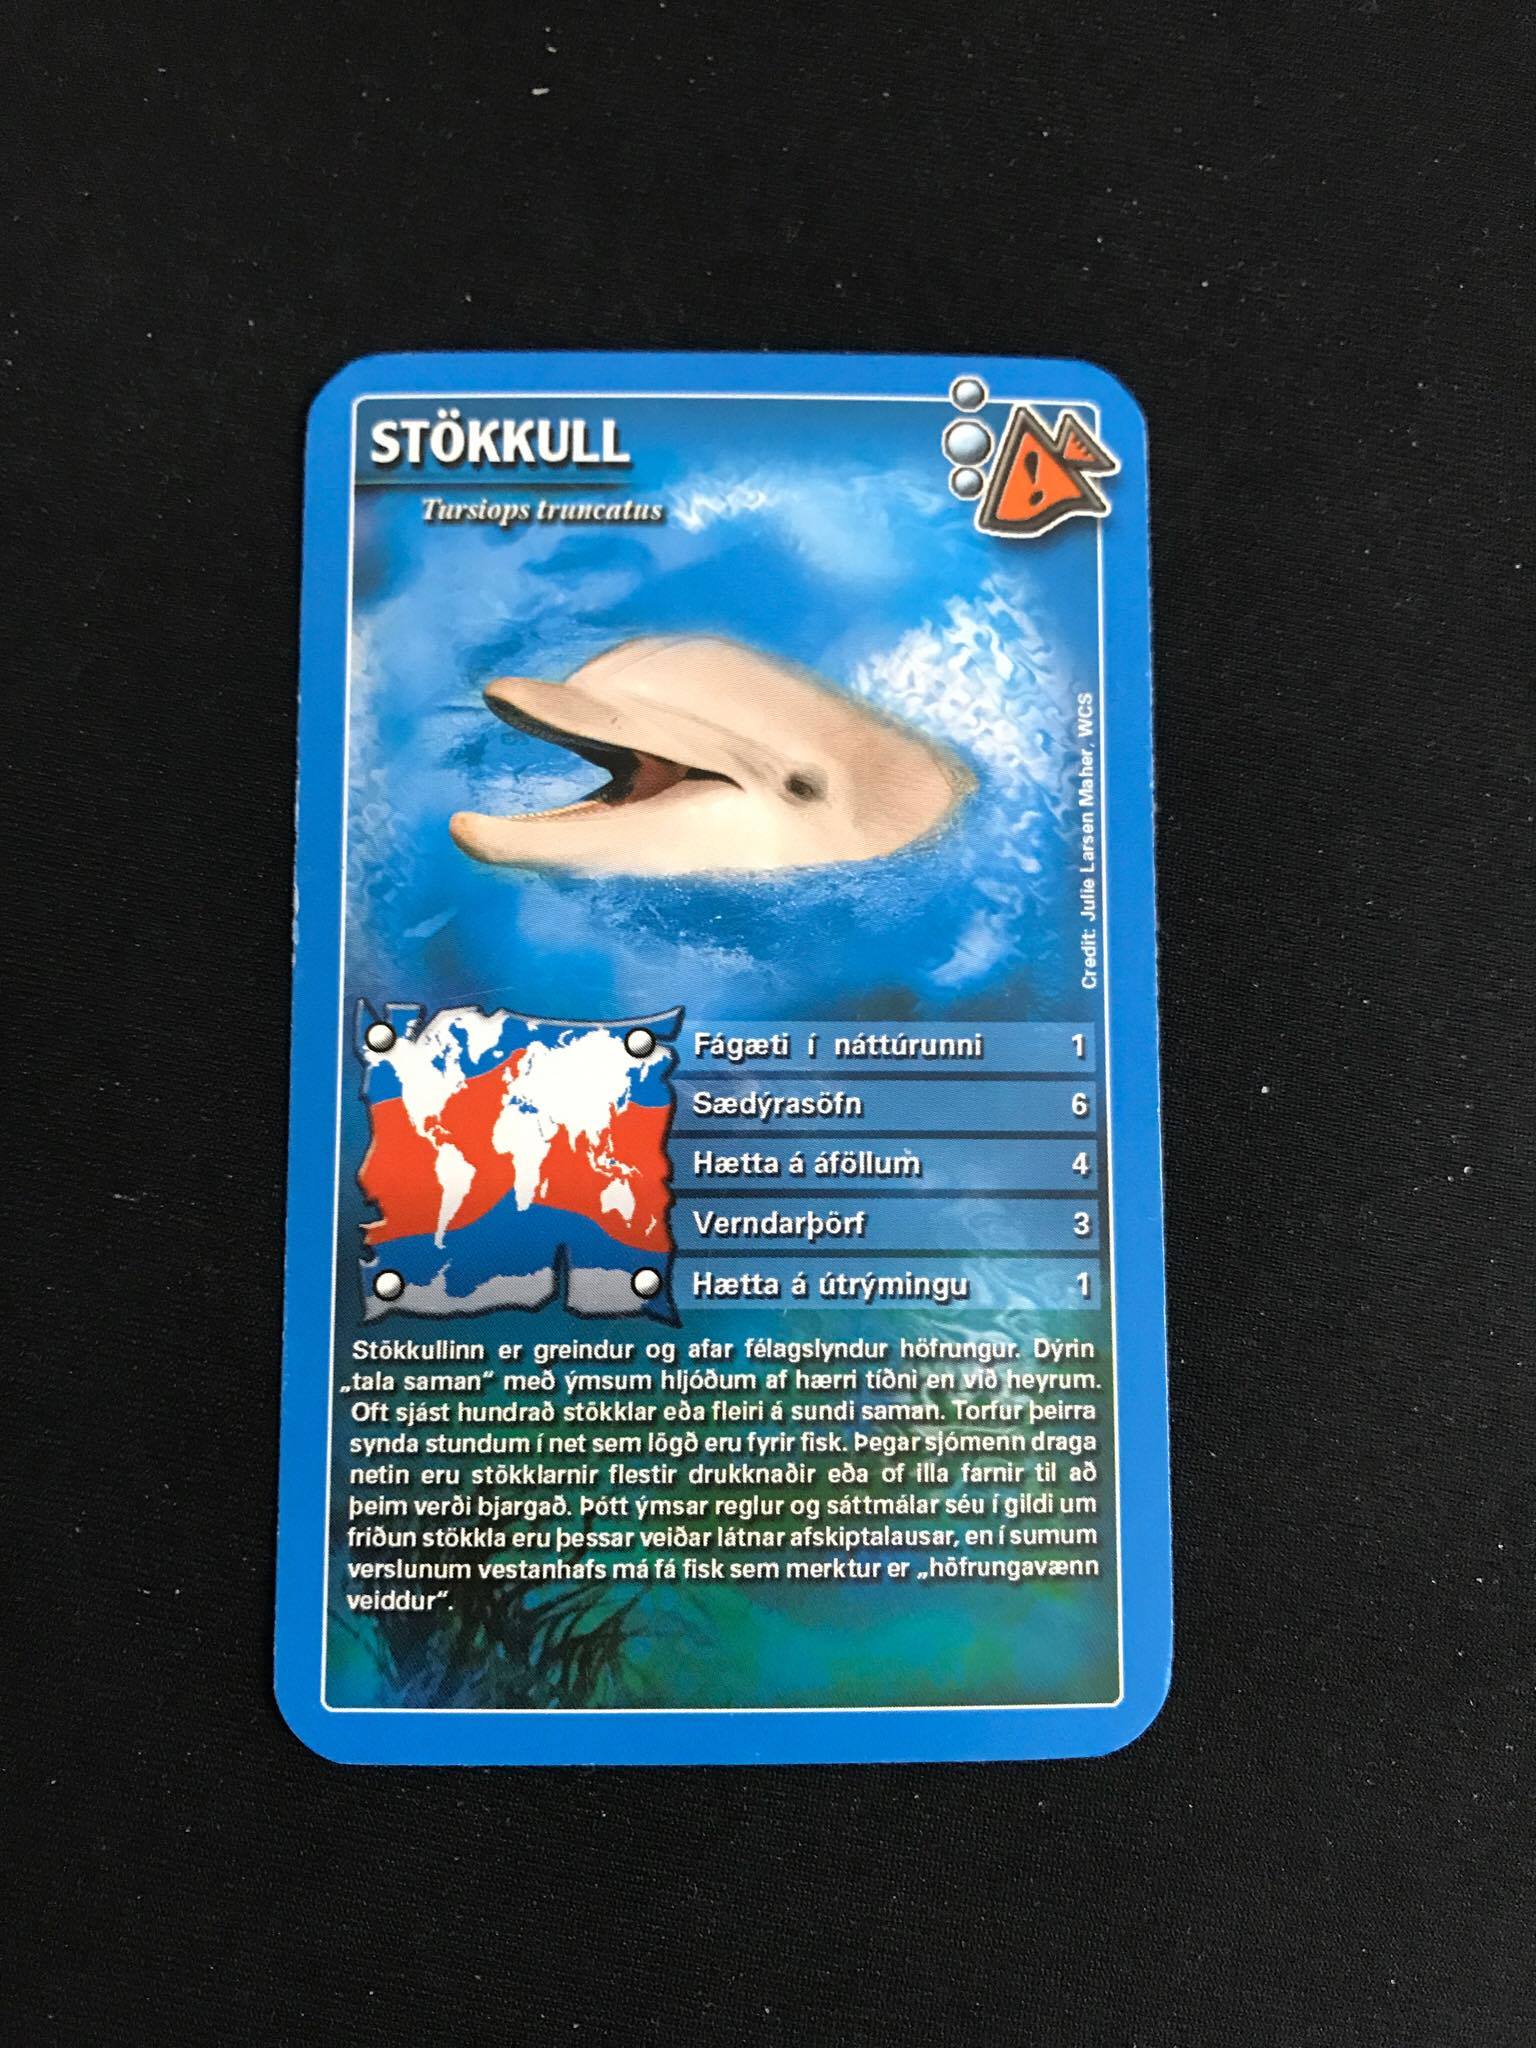 STÖKKULL
Tursiops truncatus
Credit: Julie Larsen Maher, WCS
Fágæti í náttúrunni 1
Sædýrasöfn 6
Hætta á áföllum 4
Verndarþörf 3
Hætta á útrýmingu 1
Stökkullinn er greindur og afar félagslyndur höfrungur. Dýrin
„tala saman“ með ýmsum hljóðum af hærri tíðni en við heyrum.
Oft sjást hundrað stökklar eða fleiri á sundi saman. Torfur þeirra
synda stundum í net sem lögð eru fyrir fisk. Þegar sjómenn draga
netin eru stökklarnir flestir drukknaðir eða of illa farnir til að
þeim verði bjargað. Þótt ýmsar reglur og sáttmálar séu í gildi um
friðun stökkla eru þessar veiðar látnar afskiptalausar, en í sumum
verslunum vestanhafs má fá fisk sem merktur er „höfrungavænn
veiddur“.